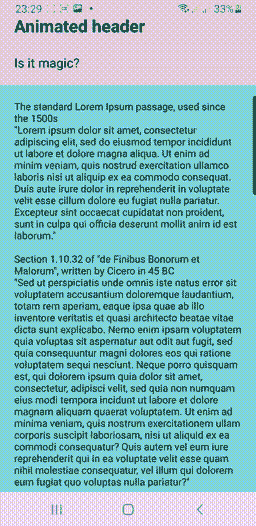 23:29
33%
Animated header
Is it magic?
The standard Lorem Ipsum passage, used since
the 1500s
"Lorem ipsum dolor sit amet, consectetur
adipiscing elit, sed do eiusmod tempor incididunt
ut labore et dolore magna aliqua. Ut enim ad
minim veniam, quis nostrud exercitation ullamco
laboris nisi ut aliquip ex ea commodo consequat.
Duis aute irure dolor in reprehenderit in voluptate
velit esse cillum dolore eu fugiat nulla pariatur.
Excepteur sint occaecat cupidatat non proident,
sunt in culpa qui officia deserunt mollit anim id est
laborum."
Section 1.10.32 of "de Finibus Bonorum et
Malorum", written by Cicero in 45 BC
"Sed ut perspiciatis unde omnis iste natus error sit
voluptatem accusantium doloremque laudantium,
totam rem aperiam, eaque ipsa quae ab illo
inventore veritatis et quasi architecto beatae vitae
dicta sunt explicabo. Nemo enim ipsam voluptatem
quia voluptas sit aspernatur aut odit aut fugit, sed
quia consequuntur magni dolores eos qui ratione
voluptatem sequi nesciunt. Neque porro quisquam
est, qui dolorem ipsum quia dolor sit amet,
consectetur, adipisci velit, sed quia non numquam
eius modi tempora incidunt ut labore et dolore
magnam aliquam quaerat voluptatem. Ut enim ad
minima veniam, quis nostrum exercitationem ullam
corporis suscipit laboriosam, nisi ut aliquid ex ea
commodi consequatur? Quis autem vel eum iure
reprehenderit qui in ea voluptate velit esse quam
nihil molestiae consequatur, vel illum qui dolorem
eum fugiat quo voluptas nulla pariatur?"